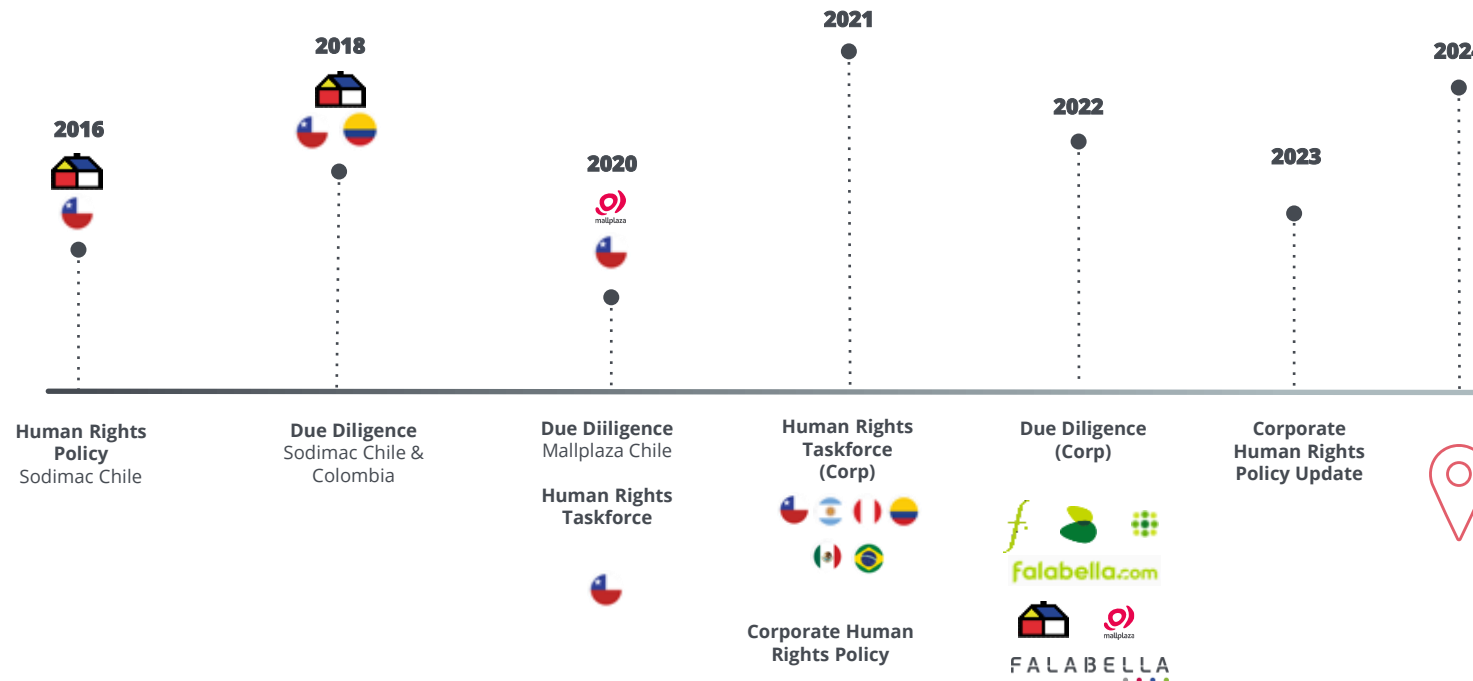 2016
2018
2020
mallplaza
2021
2022
2023
Human Rights
Policy
Sodimac Chile
Due Diligence
Sodimac Chile &
Colombia
Due Diiligence
Mallplaza Chile
Human Rights
Taskforce
Human Rights
Taskforce
(Corp)
Corporate Human
Rights Policy
Due Diligence
(Corp)
f.
falabella.com
mallplaza
FALABELLA
Corporate
Human Rights
Policy Update